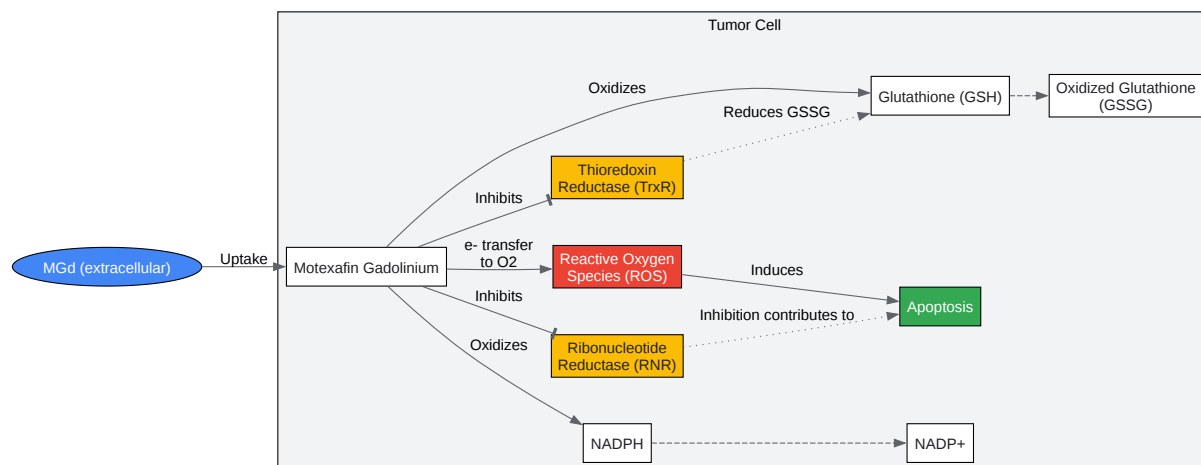 Tumor Cell
Oxidizes
Glutathione (GSH)
Oxidized Glutathione
(GSSG)
Reduces GSSG
Thioredoxin
Reductase (TrxR)
Inhibits
MGd (extracellular)
Uptake
Motexafin Gadolinium
e- transfer
to O2
Reactive Oxygen
Species (ROS)
Induces
Apoptosis
Inhibits
Inhibition contributes to
Ribonucleotide
Reductase (RNR)
Oxidizes
NADPH
NADP+